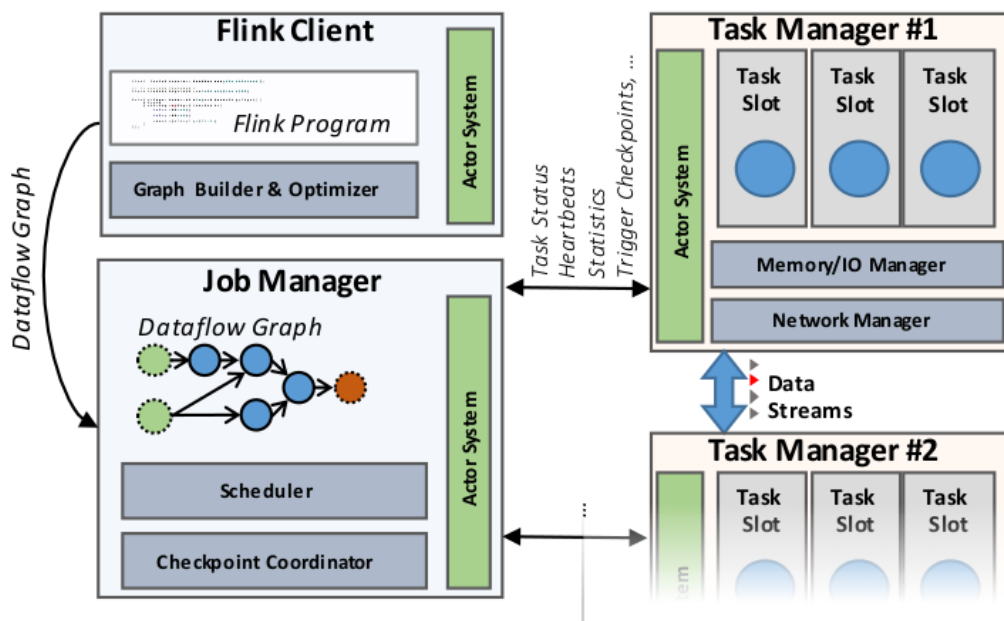 Flink Client
Flink Program
Graph Builder & Optimizer
Actor System
Dataflow Graph
Job Manager
Dataflow Graph
Scheduler
Checkpoint Coordinator
Actor System
Task Status
Heartbeats
Statistics
Trigger Checkpoints, ...
...
Task Manager #1
Actor System
Task
Slot
Task
Slot
Task
Slot
Memory/IO Manager
Network Manager
Data
Streams
Task Manager #2
Task
Slot
Task
Slot
Task
Slot